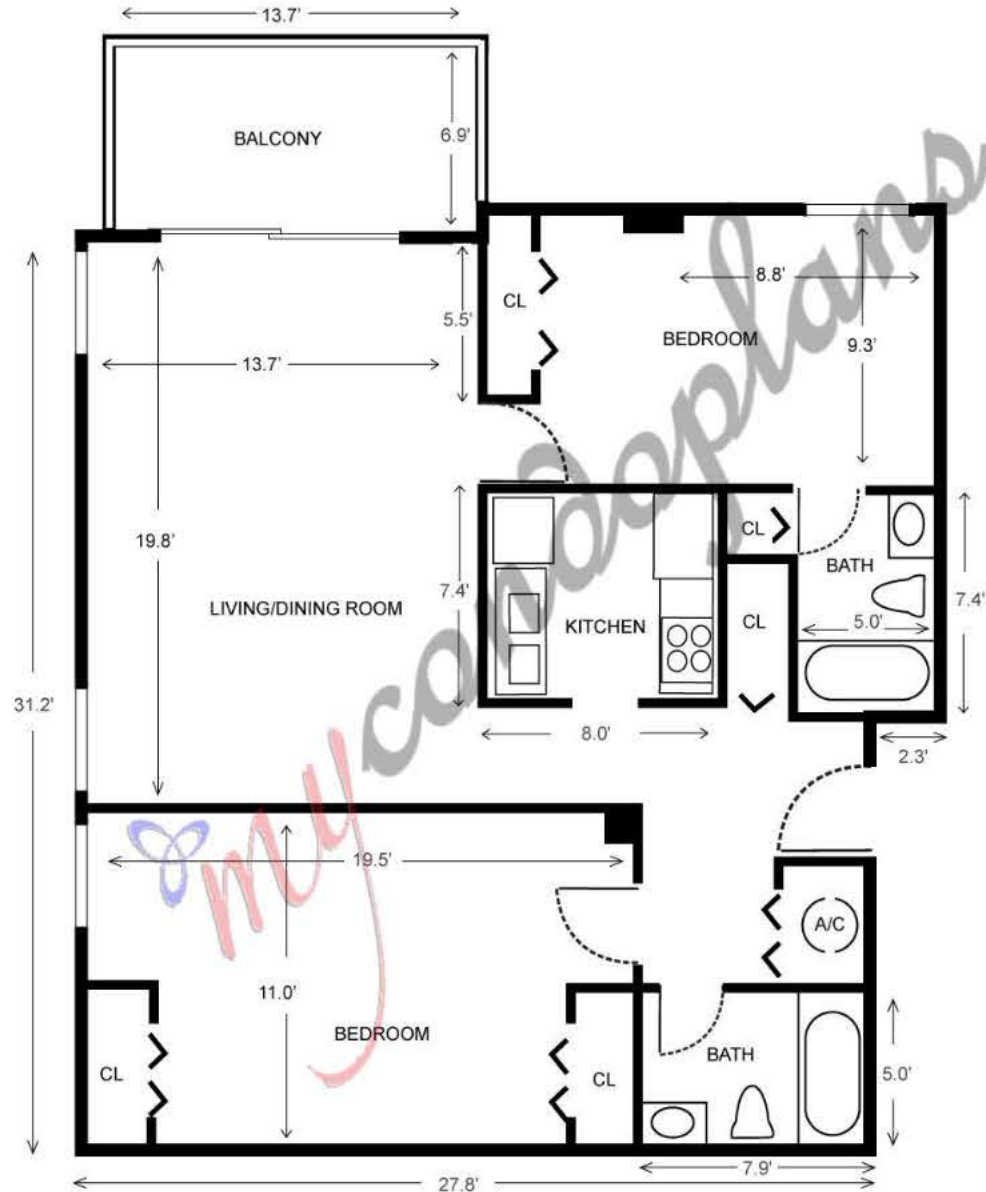 13.7'
BALCONY
6.9'
CL
8.8'
BEDROOM
9.3'
5.5'
13.7'
19.8'
LIVING/DINING ROOM
7.4'
KITCHEN
8.0'
CL
CL
BATH
5.0'
7.4'
2.3'
31.2'
mycondoplans
19.5'
11.0'
BEDROOM
CL
CL
A/C
BATH
5.0'
7.9'
27.8'